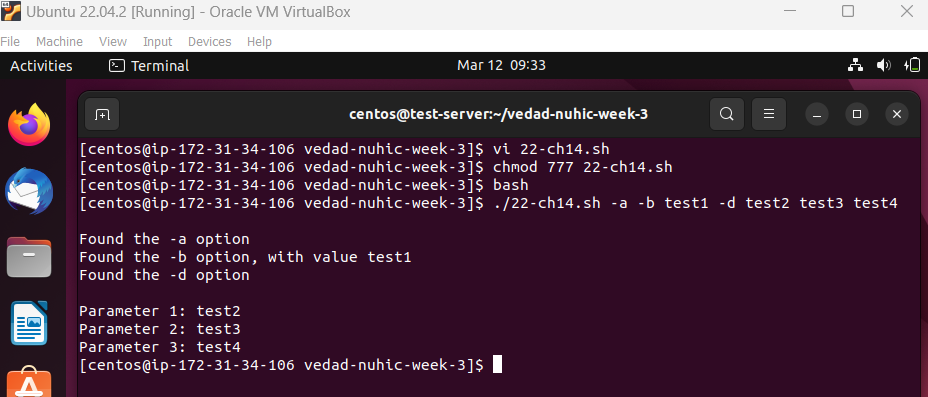 Ubuntu 22.04.2 [Running] - Oracle VM VirtualBox
File Machine View Input Devices Help
Activities Terminal Mar 12 09:33
centos@test-server:~/vedad-nuhic-week-3
[centos@ip-172-31-34-106 vedad-nuhic-week-3]$ vi 22-ch14.sh
[centos@ip-172-31-34-106 vedad-nuhic-week-3]$ chmod 777 22-ch14.sh
[centos@ip-172-31-34-106 vedad-nuhic-week-3]$ bash
[centos@ip-172-31-34-106 vedad-nuhic-week-3]$ ./22-ch14.sh -a -b test1 -d test2 test3 test4
Found the -a option
Found the -b option, with value test1
Found the -d option
Parameter 1: test2
Parameter 2: test3
Parameter 3: test4
[centos@ip-172-31-34-106 vedad-nuhic-week-3]$